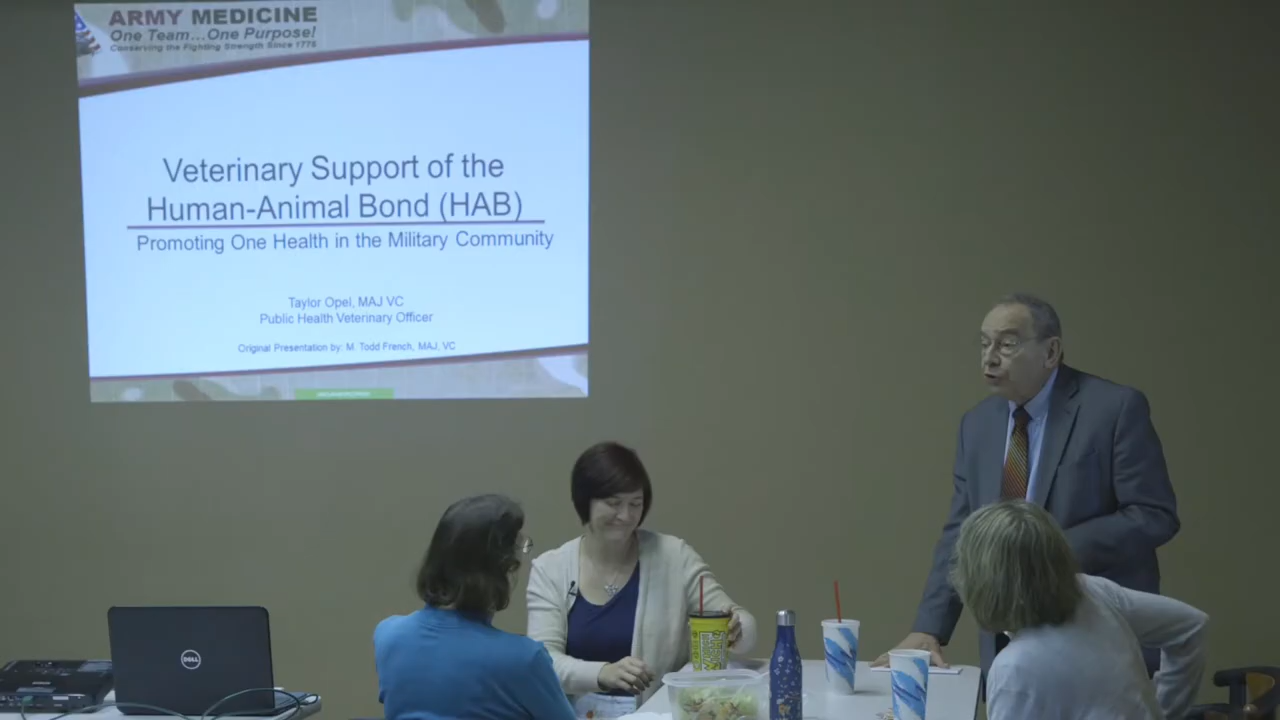 ARMY MEDICINE
One Team…One Purpose!
Conserving the Fighting Strength Since 1775
Veterinary Support of the
Human-Animal Bond (HAB)
Promoting One Health in the Military Community
Taylor Opel, MAJ VC
Public Health Veterinary Officer
Original Presentation by: M. Todd French, MAJ, VC
DELL